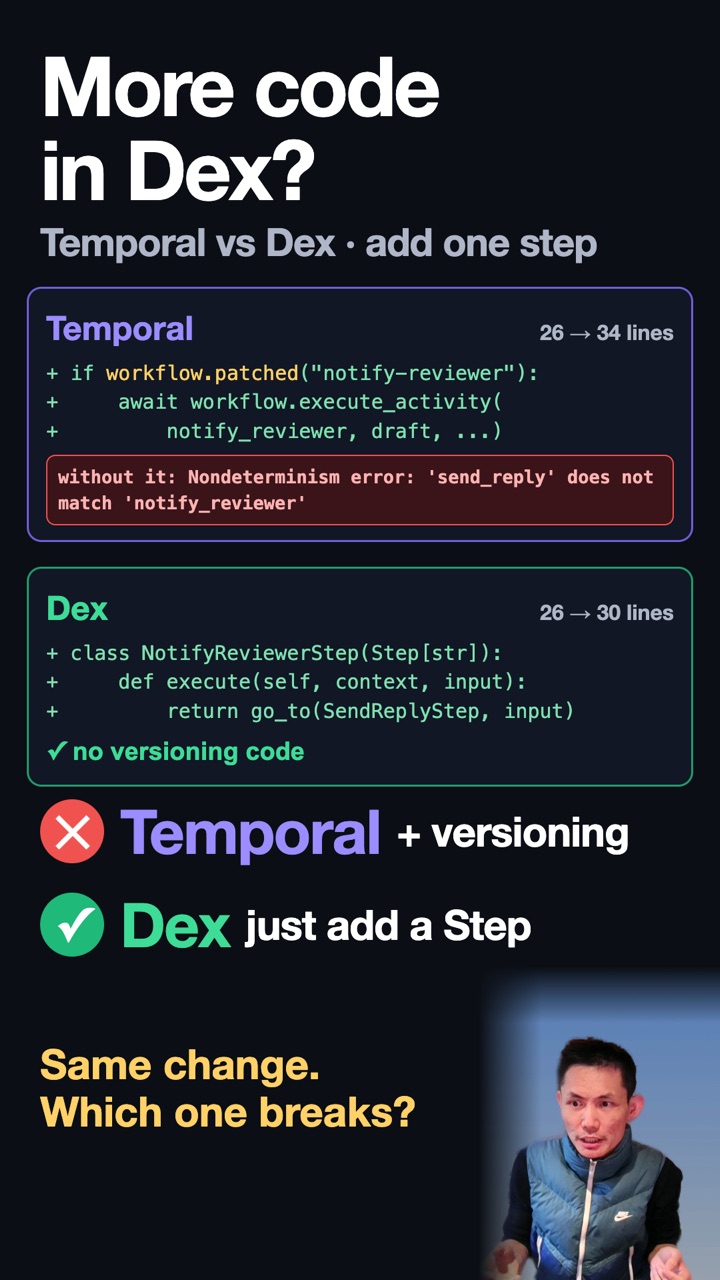 More code
in Dex?
Temporal vs Dex · add one step
Temporal
26 → 34 lines
+ if workflow.patched("notify-reviewer"):
+     await workflow.execute_activity(
+         notify_reviewer, draft, ...)
without it: Nondeterminism error: 'send_reply' does not
match 'notify_reviewer'
Dex
26 → 30 lines
+ class NotifyReviewerStep(Step[str]):
+     def execute(self, context, input):
+         return go_to(SendReplyStep, input)
✓ no versioning code
Temporal + versioning
Dex just add a Step
Same change.
Which one breaks?